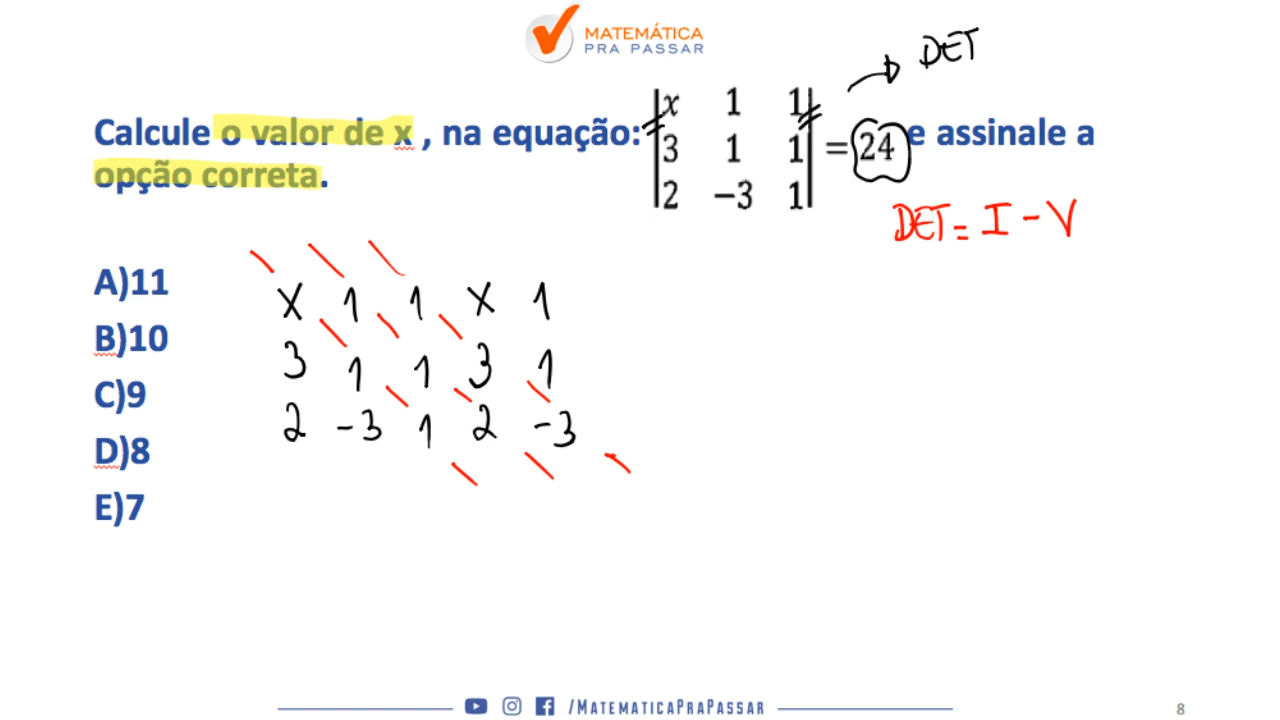 MATEMÁTICA
PRA PASSAR
DET
Calcule o valor de x , na equação: |x 1 1| = 24 e assinale a
|3 1 1|
|2 −3 1|
opção correta.
DET = I - V
A)11
B)10
C)9
D)8
E)7
x 1 1 x 1
3 1 1 3 1
2 -3 1 2 -3
/MATEMATICAPRAPASSAR
8